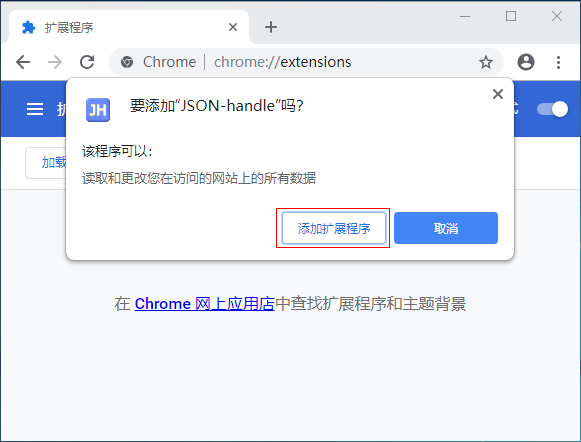 扩展程序
Chrome | chrome://extensions
扩
式
加载
JH
要添加“JSON-handle”吗?
该程序可以:
读取和更改您在访问的网站上的所有数据
添加扩展程序
取消
在 Chrome 网上应用店中查找扩展程序和主题背景